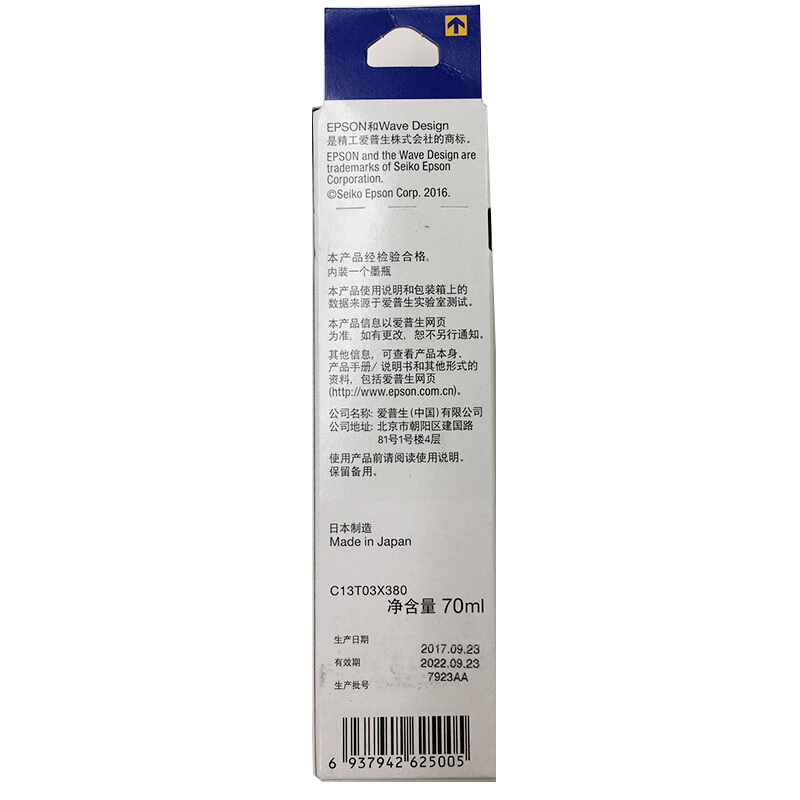 EPSON和Wave Design
是精工爱普生株式会社的商标。
EPSON and the Wave Design are
trademarks of Seiko Epson
Corporation.
©Seiko Epson Corp. 2016.
本产品经检验合格。
内装一个墨瓶
本产品使用说明和包装箱上的
数据来源于爱普生实验室测试。
本产品信息以爱普生网页
为准，如有更改，恕不另行通知。
其他信息，可查看产品本身、
产品手册/ 说明书和其他形式的
资料，包括爱普生网页
(http://www.epson.com.cn)。
公司名称: 爱普生(中国)有限公司
公司地址: 北京市朝阳区建国路
81号1号楼4层
使用产品前请阅读使用说明。
保留备用。
日本制造
Made in Japan
C13T03X380
净含量 70ml
生产日期 2017.09.23
有效期 2022.09.23
生产批号 7923AA
6 937942 625005